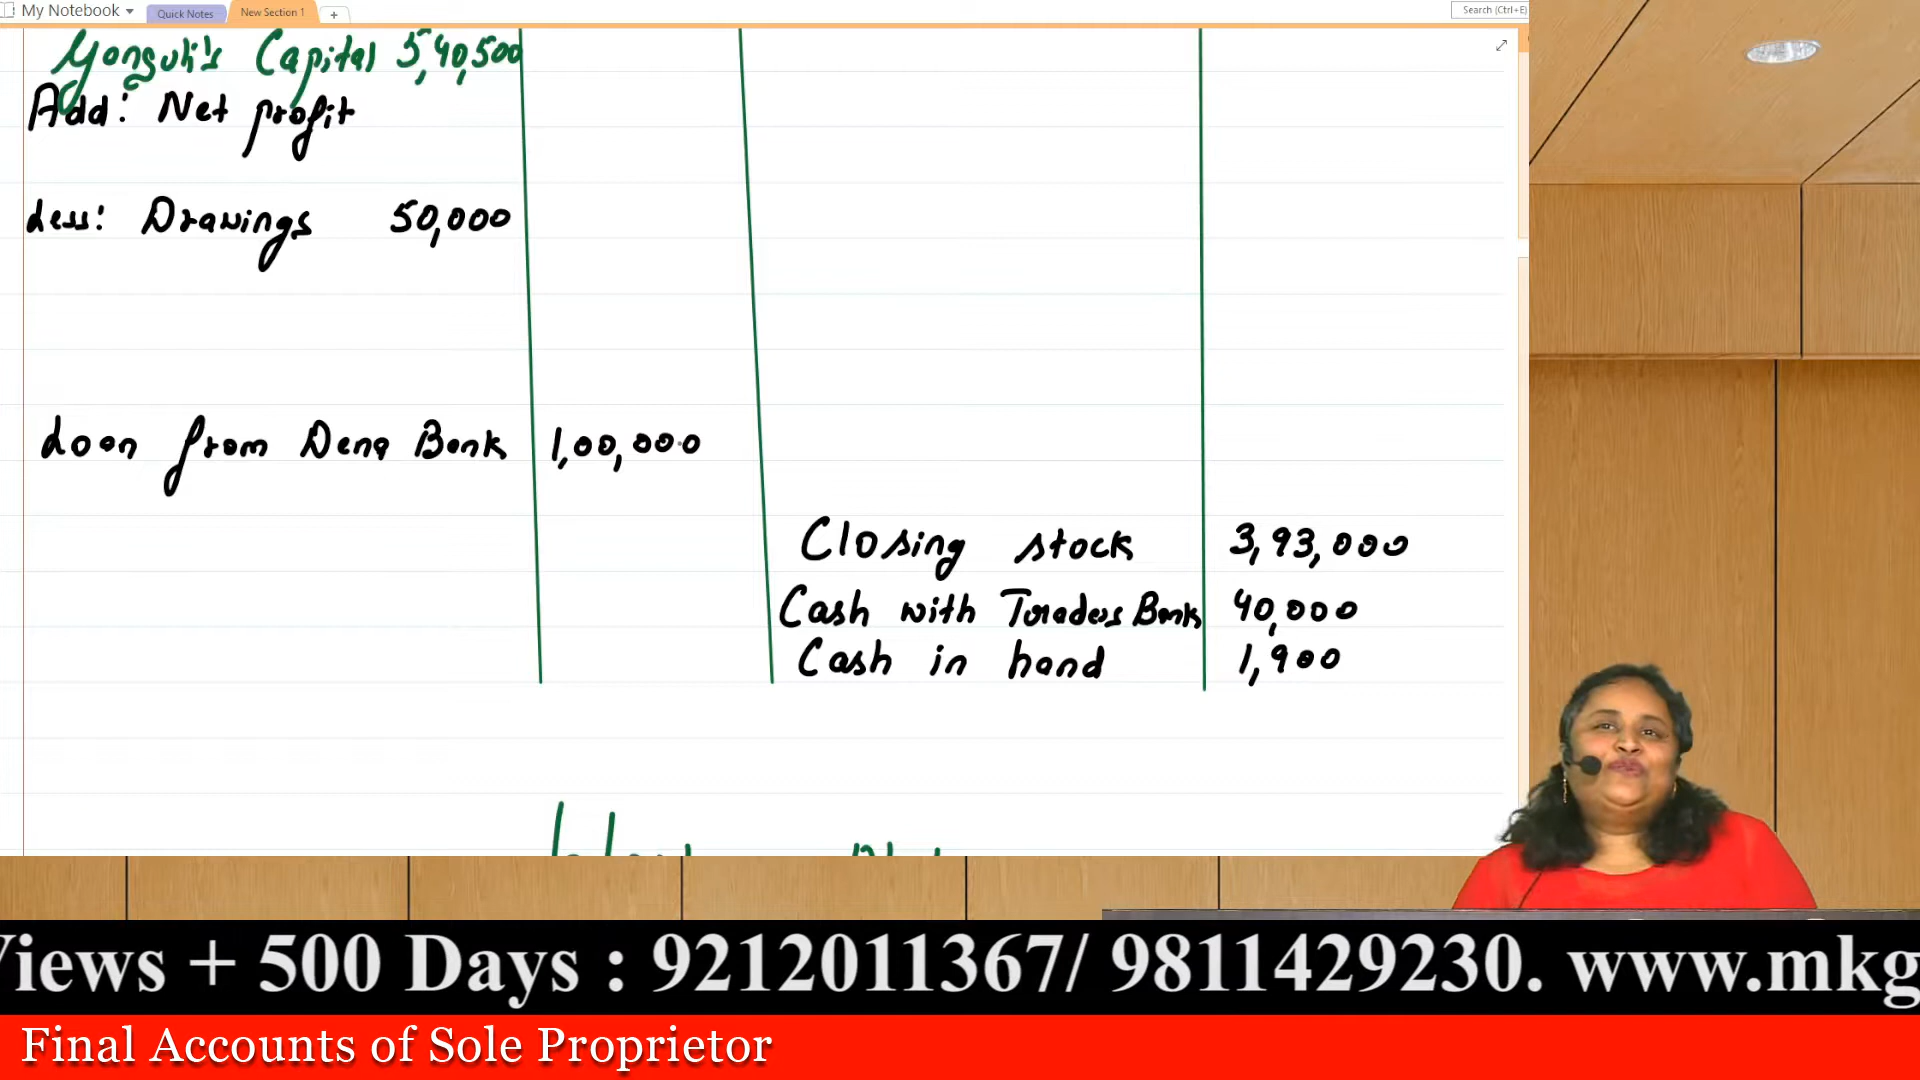 My Notebook
Quick Notes
New Section 1
+
Search (Ctrl+E)
Capital 5,40,500
Add: Net profit
Less: Drawings 50,000
Loan from Dena Bank 1,00,000
Closing stock 3,93,000
Cash with Traders Bank 40,000
Cash in hand 1,900
Views + 500 Days : 9212011367/ 9811429230. www.mkg
Final Accounts of Sole Proprietor